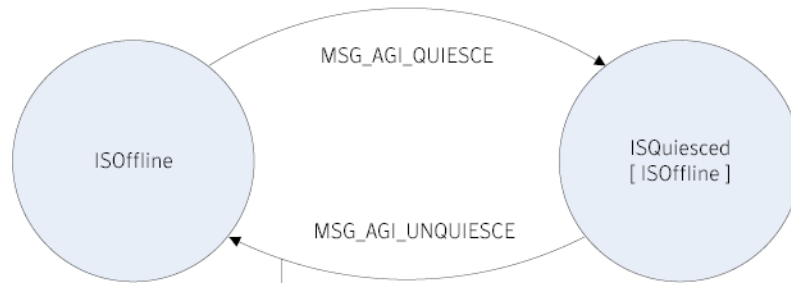 MSG_AGI_QUIESCE
ISOffline
ISQuiesced
[ ISOffline ]
MSG_AGI_UNQUIESCE